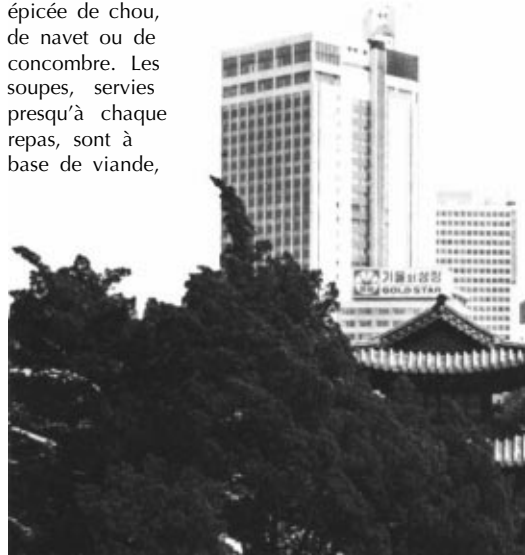 épicée de chou,
de navet ou de
concombre. Les
soupes, servies
presqu'à chaque
repas, sont à
base de viande,
GOLD STAR